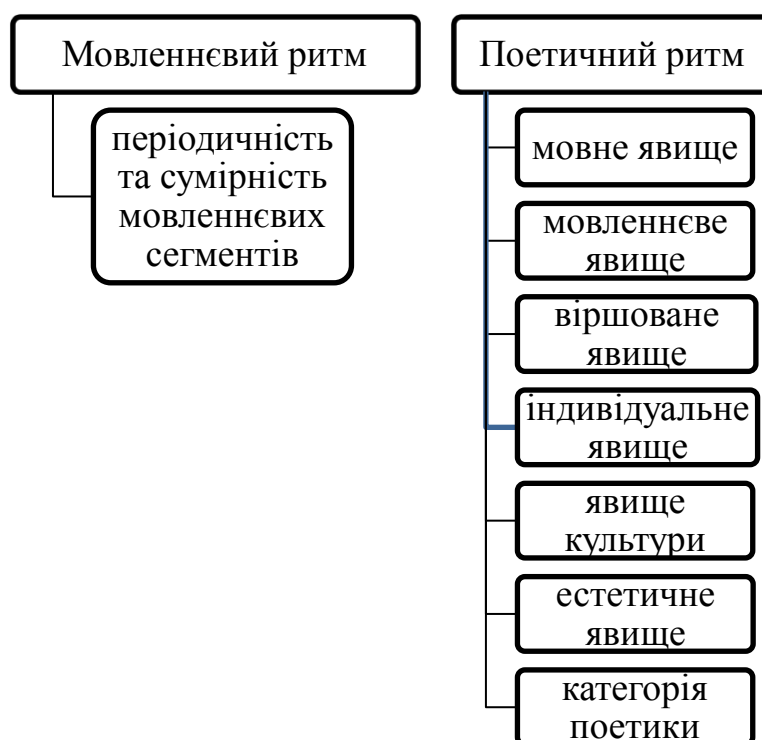 Мовленнєвий ритм
періодичність
та сумірність
мовленнєвих
сегментів
Поетичний ритм
мовне явище
мовленнєве
явище
віршоване
явище
індивідуальне
явище
явище
культури
естетичне
явище
категорія
поетики